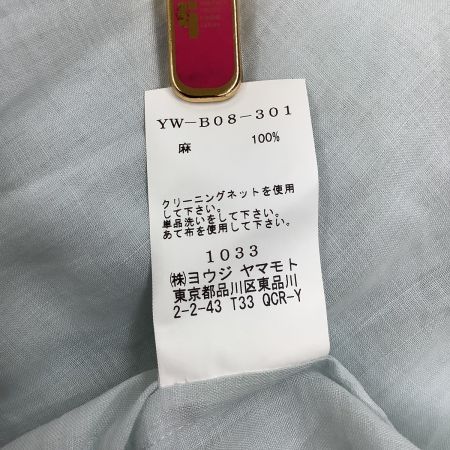 YW-B08-301
麻 100%
クリーニングネットを使用
して下さい。
単品洗いをして下さい。
あて布を使用して下さい。
1033
㈱ヨウジ ヤマモト
東京都品川区東品川
2-2-43 T33 QCR-Y